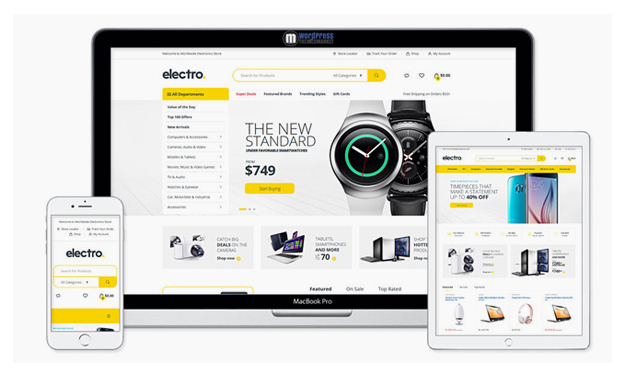 WordPress
THEMESMARKET
Welcome to Worldwide Electronics Store
Store Locator
Track Your Order
Shop
My Account
electro.
Search for Products
All Categories
$0.00
All Departments
Super Deals
Featured Brands
Trending Styles
Gift Cards
Free Shipping on Orders $50+
Value of the Day
Top 100 Offers
New Arrivals
Computers & Accessories
Cameras, Audio & Video
Mobiles & Tablets
Movies, Music & Video Games
TV & Audio
Watches & Eyewear
Car, Motorbike & Industrial
Accessories
THE NEW
STANDARD
UNDER FAVORABLE SMARTWATCHES
FROM
$749
Start Buying
CATCH BIG
DEALS ON THE
CAMERAS
Shop now
TABLETS,
SMARTPHONES
AND MORE
70
SHOP
HOTTE
PRODU
Shop now
Featured
On Sale
Top Rated
MacBook Pro
Welcome to Worldwide Electronics Store
Store Locator
Track Your Order
Shop
My Account
electro.
Search for Products
All Categories
$0.00
electro.
TIMEPIECES THAT
MAKE A STATEMENT
UP TO 40% OFF
Featured